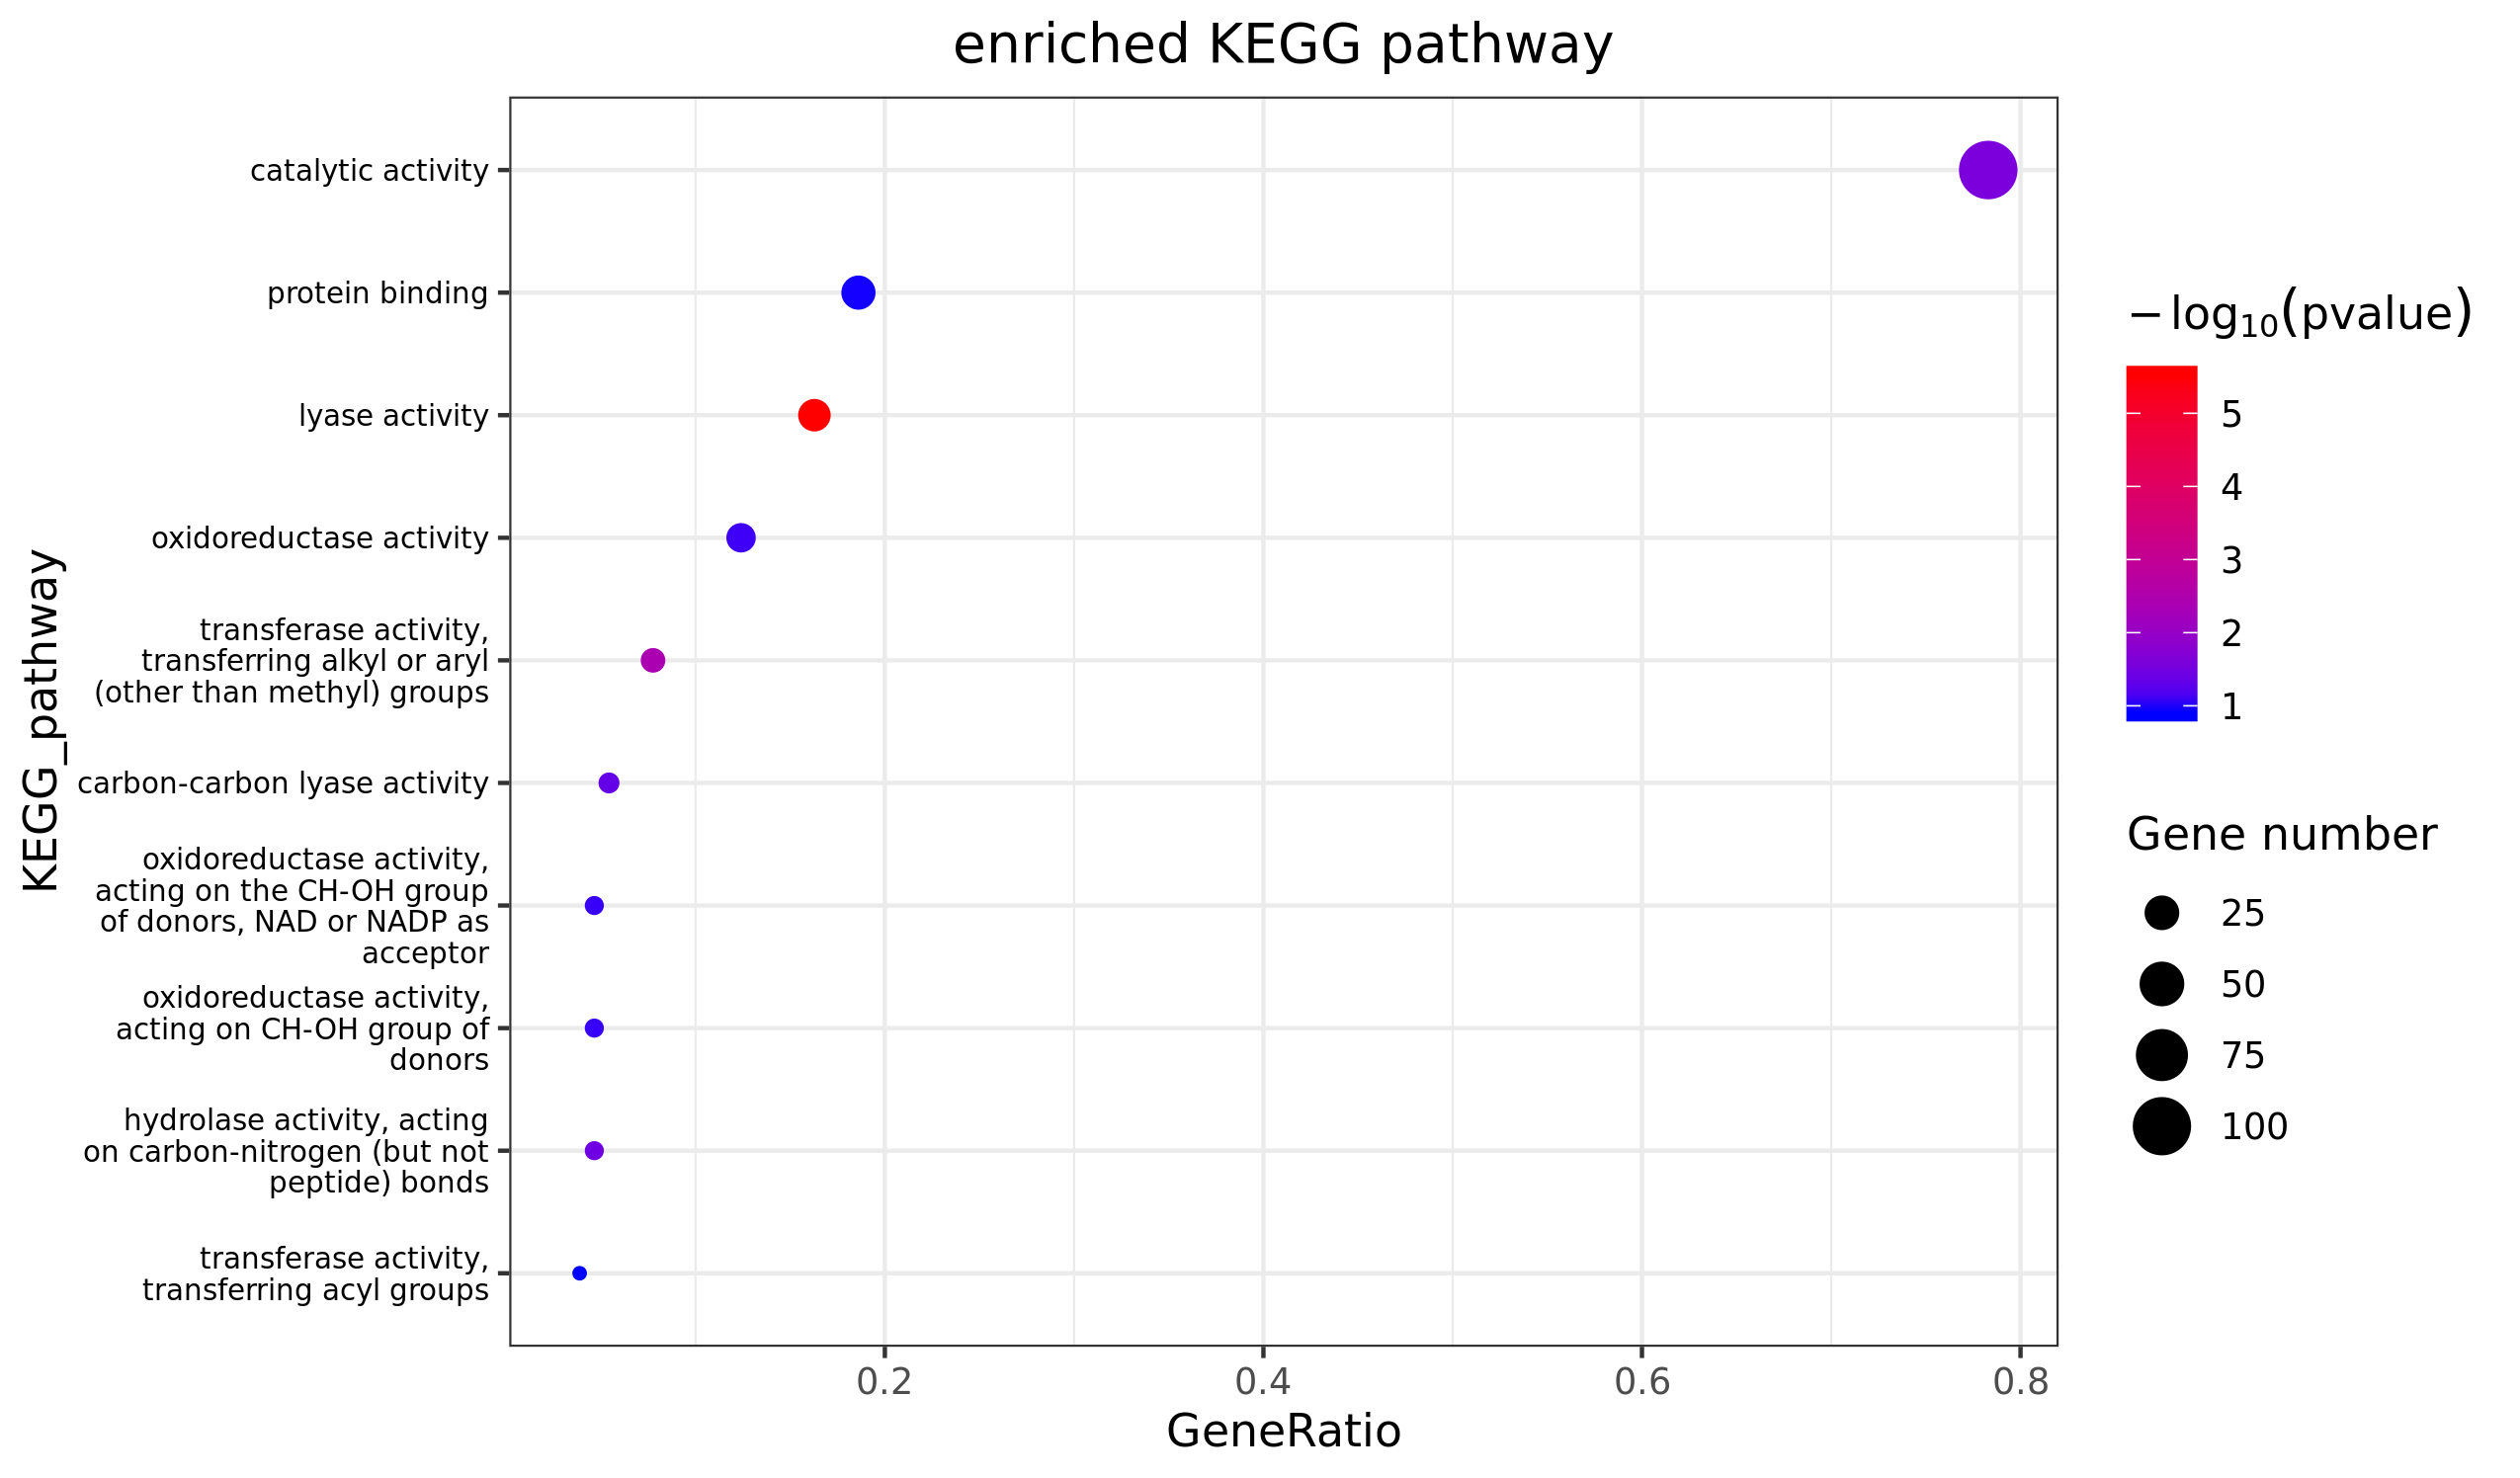 enriched KEGG pathway
KEGG_pathway
catalytic activity
protein binding
lyase activity
oxidoreductase activity
transferase activity,
transferring alkyl or aryl
(other than methyl) groups
carbon-carbon lyase activity
oxidoreductase activity,
acting on the CH-OH group
of donors, NAD or NADP as
acceptor
oxidoreductase activity,
acting on CH-OH group of
donors
hydrolase activity, acting
on carbon-nitrogen (but not
peptide) bonds
transferase activity,
transferring acyl groups
0.2 0.4 0.6 0.8
GeneRatio
−log₁₀(pvalue)
5
4
3
2
1
Gene number
25
50
75
100